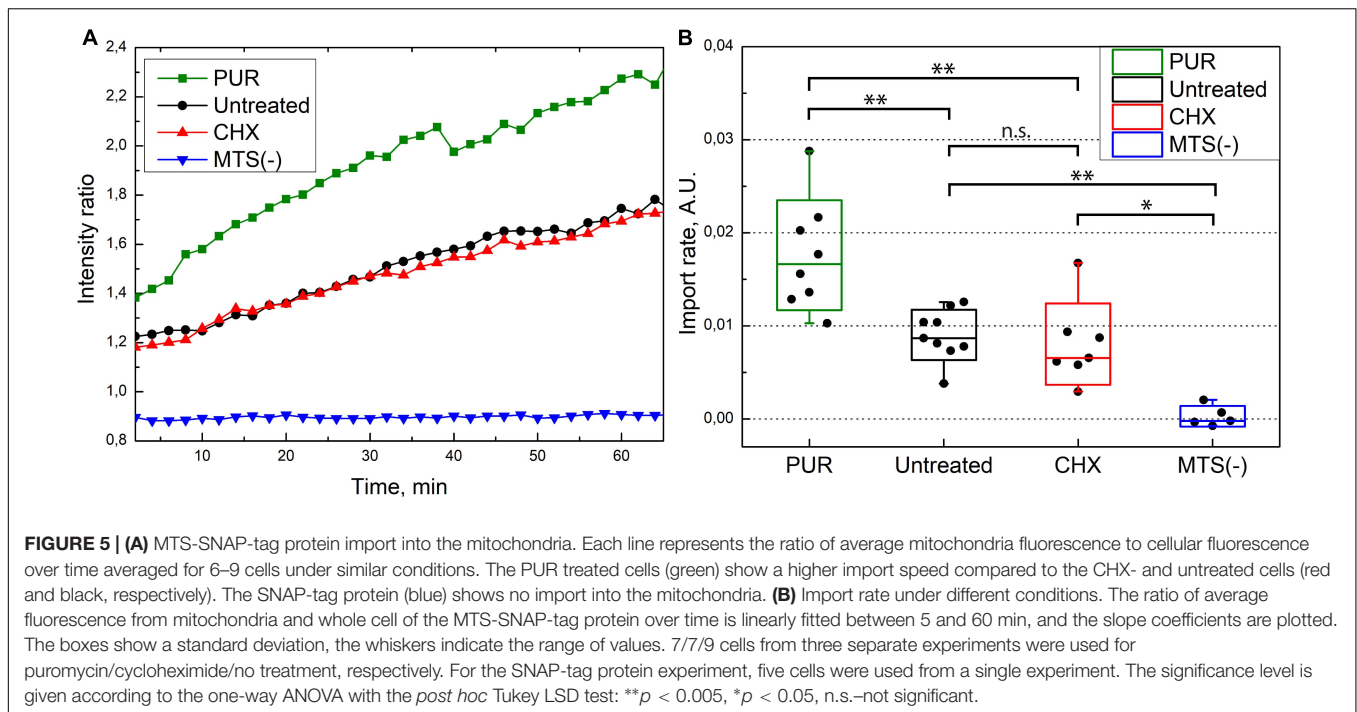 A
2,4
2,2
2,0
1,8
1,6
1,4
1,2
1,0
0,8
Intensity ratio
PUR
Untreated
CHX
MTS(-)
10 20 30 40 50 60
Time, min
B
0,04
0,03
0,02
0,01
0,00
Import rate, A.U.
PUR
Untreated
CHX
MTS(-)
**
**
n.s.
**
*
PUR Untreated CHX MTS(-)
FIGURE 5 | (A) MTS-SNAP-tag protein import into the mitochondria. Each line represents the ratio of average mitochondria fluorescence to cellular fluorescence
over time averaged for 6–9 cells under similar conditions. The PUR treated cells (green) show a higher import speed compared to the CHX- and untreated cells (red
and black, respectively). The SNAP-tag protein (blue) shows no import into the mitochondria. (B) Import rate under different conditions. The ratio of average
fluorescence from mitochondria and whole cell of the MTS-SNAP-tag protein over time is linearly fitted between 5 and 60 min, and the slope coefficients are plotted.
The boxes show a standard deviation, the whiskers indicate the range of values. 7/7/9 cells from three separate experiments were used for
puromycin/cycloheximide/no treatment, respectively. For the SNAP-tag protein experiment, five cells were used from a single experiment. The significance level is
given according to the one-way ANOVA with the post hoc Tukey LSD test: **p < 0.005, *p < 0.05, n.s.–not significant.